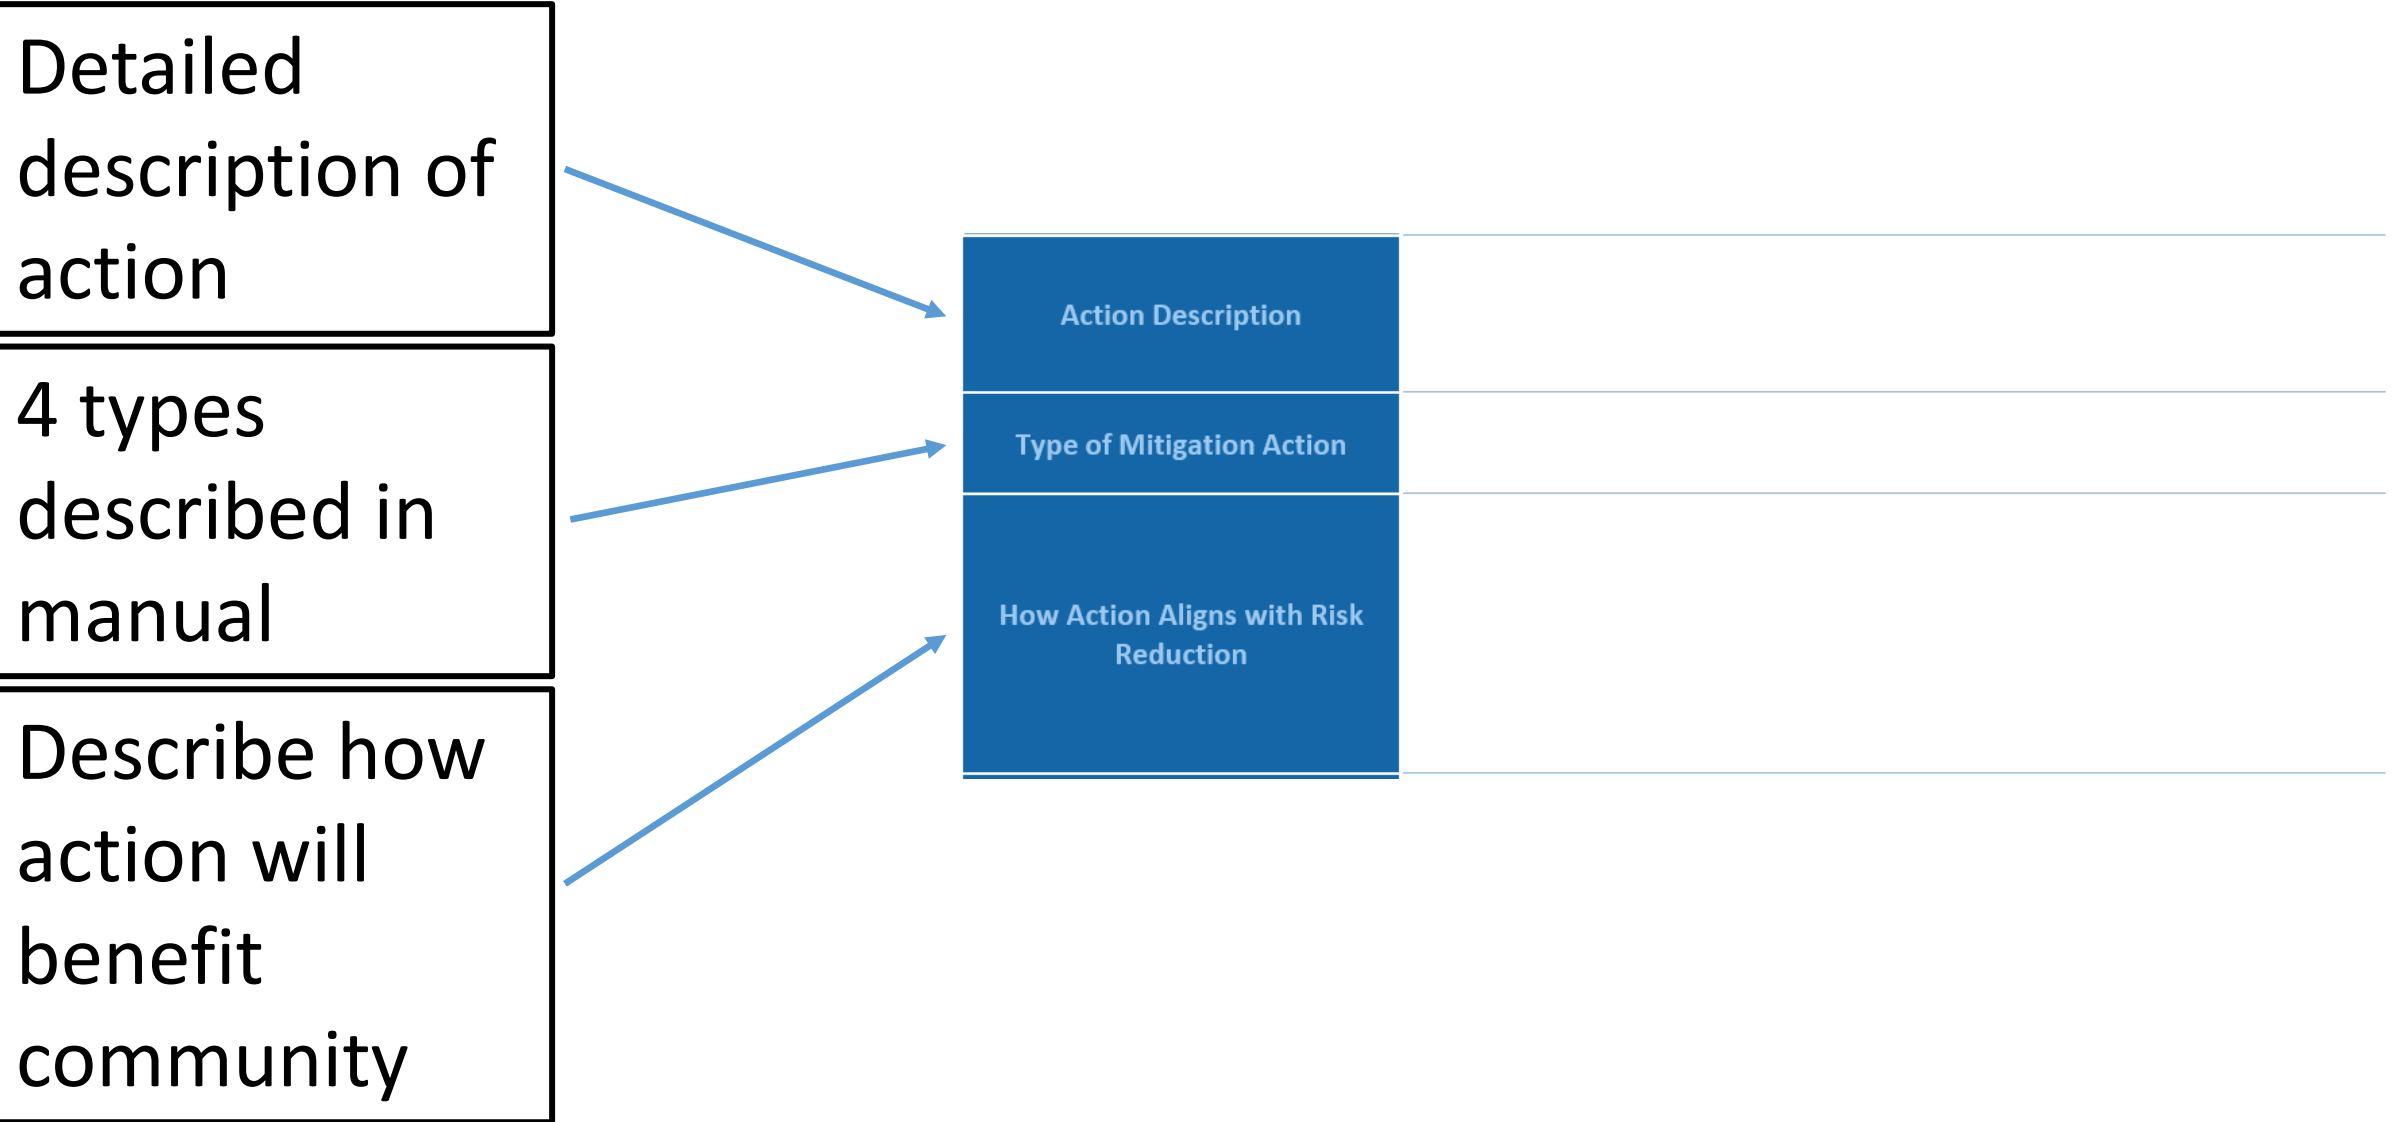 Detailed
description of
action
4 types
described in
manual
Describe how
action will
benefit
community
Action Description
Type of Mitigation Action
How Action Aligns with Risk
Reduction